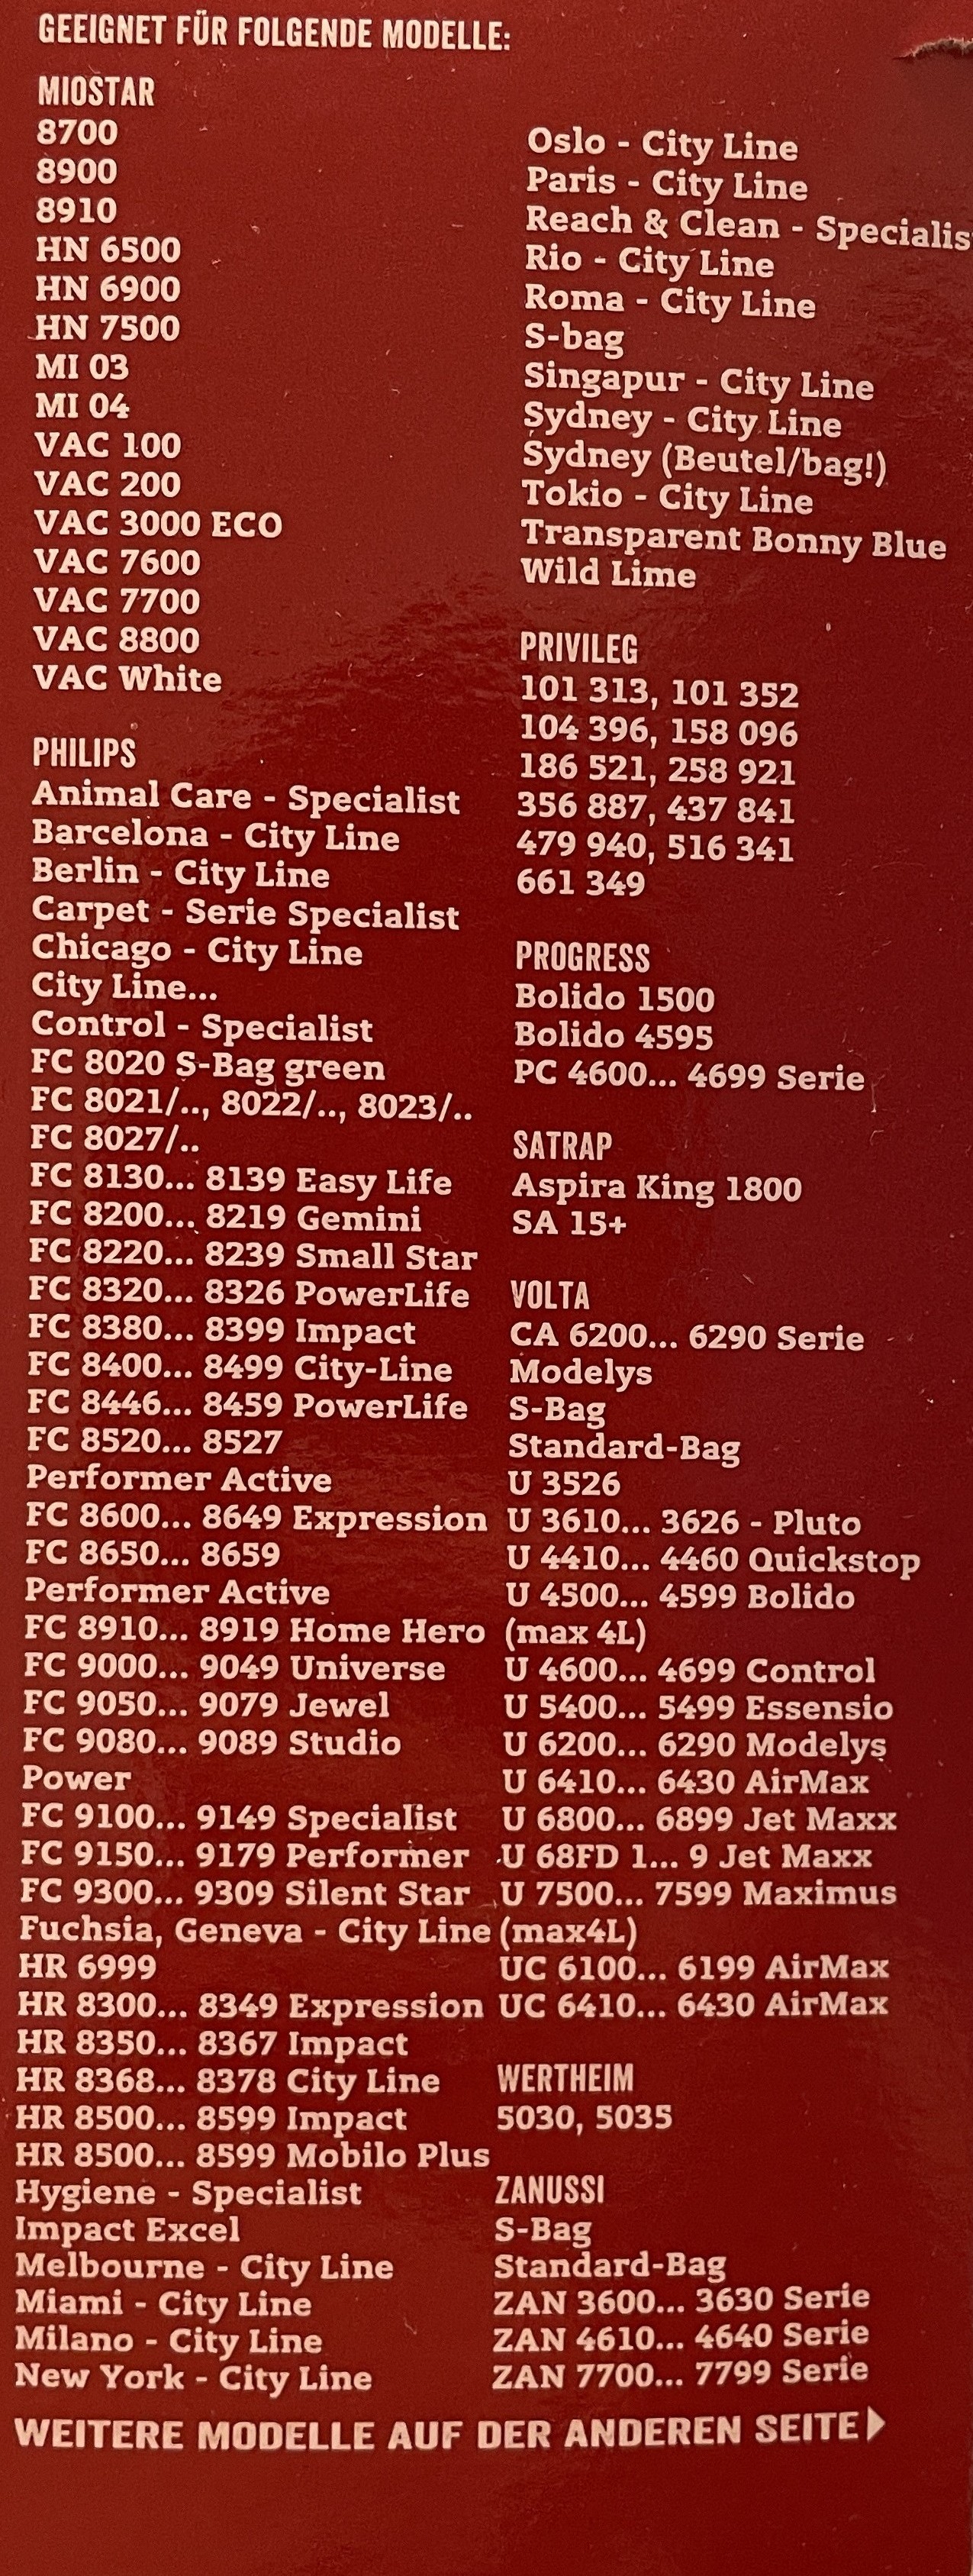 GEEIGNET FÜR FOLGENDE MODELLE:
MIOSTAR
8700
8900
8910
HN 6500
HN 6900
HN 7500
MI 03
MI 04
VAC 100
VAC 200
VAC 3000 ECO
VAC 7600
VAC 7700
VAC 8800
VAC White
PHILIPS
Animal Care - Specialist
Barcelona - City Line
Berlin - City Line
Carpet - Serie Specialist
Chicago - City Line
City Line...
Control - Specialist
FC 8020 S-Bag green
FC 8021/.., 8022/.., 8023/..
FC 8027/..
FC 8130... 8139 Easy Life
FC 8200... 8219 Gemini
FC 8220... 8239 Small Star
FC 8320... 8326 PowerLife
FC 8380... 8399 Impact
FC 8400... 8499 City-Line
FC 8446... 8459 PowerLife
FC 8520... 8527
Performer Active
FC 8600... 8649 Expression
FC 8650... 8659
Performer Active
FC 8910... 8919 Home Hero
FC 9000... 9049 Universe
FC 9050... 9079 Jewel
FC 9080... 9089 Studio
Power
FC 9100... 9149 Specialist
FC 9150... 9179 Performer
FC 9300... 9309 Silent Star
Fuchsia, Geneva - City Line
HR 6999
HR 8300... 8349 Expression
HR 8350... 8367 Impact
HR 8368... 8378 City Line
HR 8500... 8599 Impact
HR 8500... 8599 Mobilo Plus
Hygiene - Specialist
Impact Excel
Melbourne - City Line
Miami - City Line
Milano - City Line
New York - City Line
Oslo - City Line
Paris - City Line
Reach & Clean - Specialis
Rio - City Line
Roma - City Line
S-bag
Singapur - City Line
Sydney - City Line
Sydney (Beutel/bag!)
Tokio - City Line
Transparent Bonny Blue
Wild Lime
PRIVILEG
101 313, 101 352
104 396, 158 096
186 521, 258 921
356 887, 437 841
479 940, 516 341
661 349
PROGRESS
Bolido 1500
Bolido 4595
PC 4600... 4699 Serie
SATRAP
Aspira King 1800
SA 15+
VOLTA
CA 6200... 6290 Serie
Modelys
S-Bag
Standard-Bag
U 3526
U 3610... 3626 - Pluto
U 4410... 4460 Quickstop
U 4500... 4599 Bolido
(max 4L)
U 4600... 4699 Control
U 5400... 5499 Essensio
U 6200... 6290 Modelys
U 6410... 6430 AirMax
U 6800... 6899 Jet Maxx
U 68FD 1... 9 Jet Maxx
U 7500... 7599 Maximus
(max4L)
UC 6100... 6199 AirMax
UC 6410... 6430 AirMax
WERTHEIM
5030, 5035
ZANUSSI
S-Bag
Standard-Bag
ZAN 3600... 3630 Serie
ZAN 4610... 4640 Serie
ZAN 7700... 7799 Serie
WEITERE MODELLE AUF DER ANDEREN SEITE